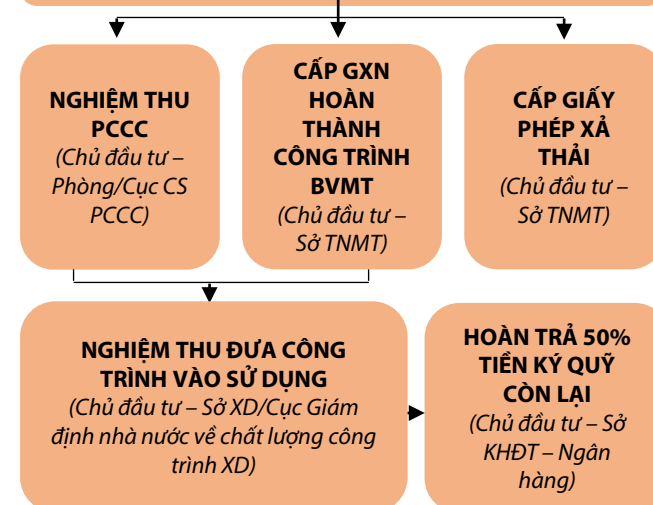 NGHIỆM THU
PCCC
(Chủ đầu tư –
Phòng/Cục CS
PCCC)
CẤP GXN
HOÀN
THÀNH
CÔNG TRÌNH
BVMT
(Chủ đầu tư –
Sở TNMT)
CẤP GIẤY
PHÉP XẢ
THẢI
(Chủ đầu tư –
Sở TNMT)
NGHIỆM THU ĐƯA CÔNG
TRÌNH VÀO SỬ DỤNG
(Chủ đầu tư – Sở XD/Cục Giám
định nhà nước về chất lượng công
trình XD)
HOÀN TRẢ 50%
TIỀN KÝ QUỸ
CÒN LẠI
(Chủ đầu tư – Sở
KHĐT – Ngân
hàng)